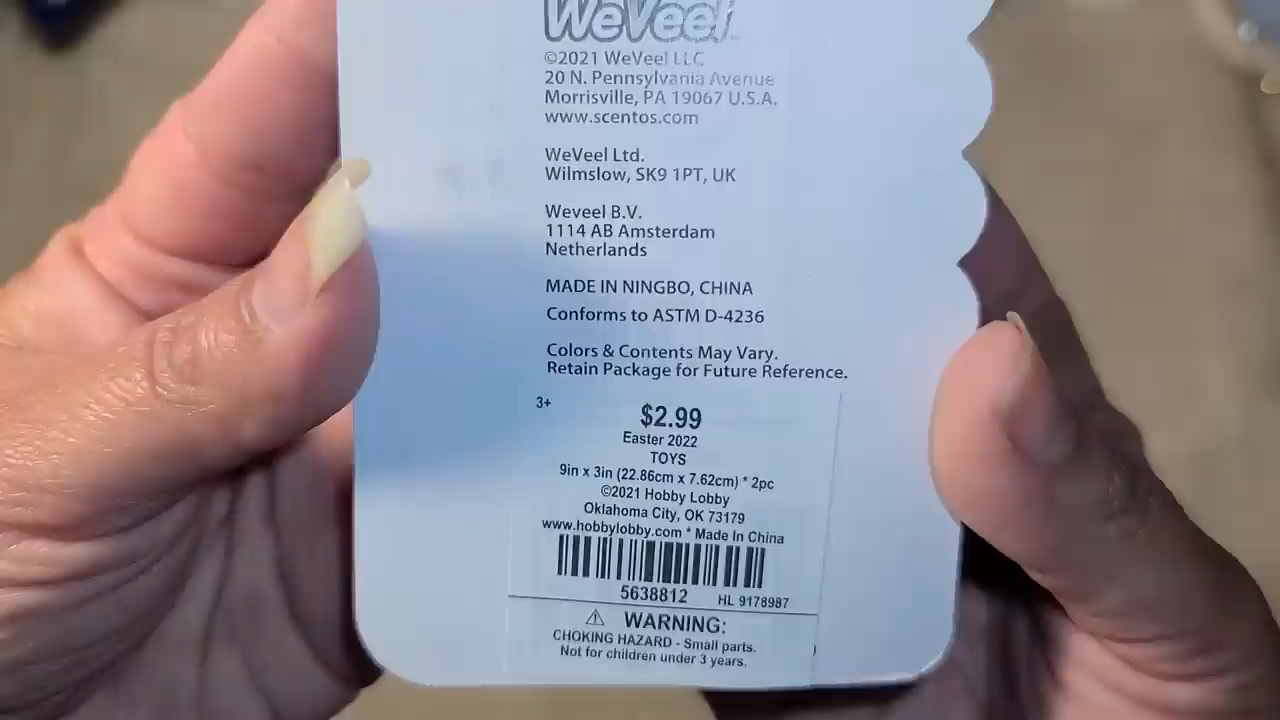 WeVeel
©2021 WeVeel LLC
20 N. Pennsylvania Avenue
Morrisville, PA 19067 U.S.A.
www.scentos.com
WeVeel Ltd.
Wilmslow, SK9 1PT, UK
Weveel B.V.
1114 AB Amsterdam
Netherlands
MADE IN NINGBO, CHINA
Conforms to ASTM D-4236
Colors & Contents May Vary.
Retain Package for Future Reference.
3+
$2.99
Easter 2022
TOYS
9in x 3in (22.86cm x 7.62cm) * 2pc
©2021 Hobby Lobby
Oklahoma City, OK 73179
www.hobbylobby.com * Made In China
5638812 HL 9178987
⚠ WARNING:
CHOKING HAZARD - Small parts.
Not for children under 3 years.